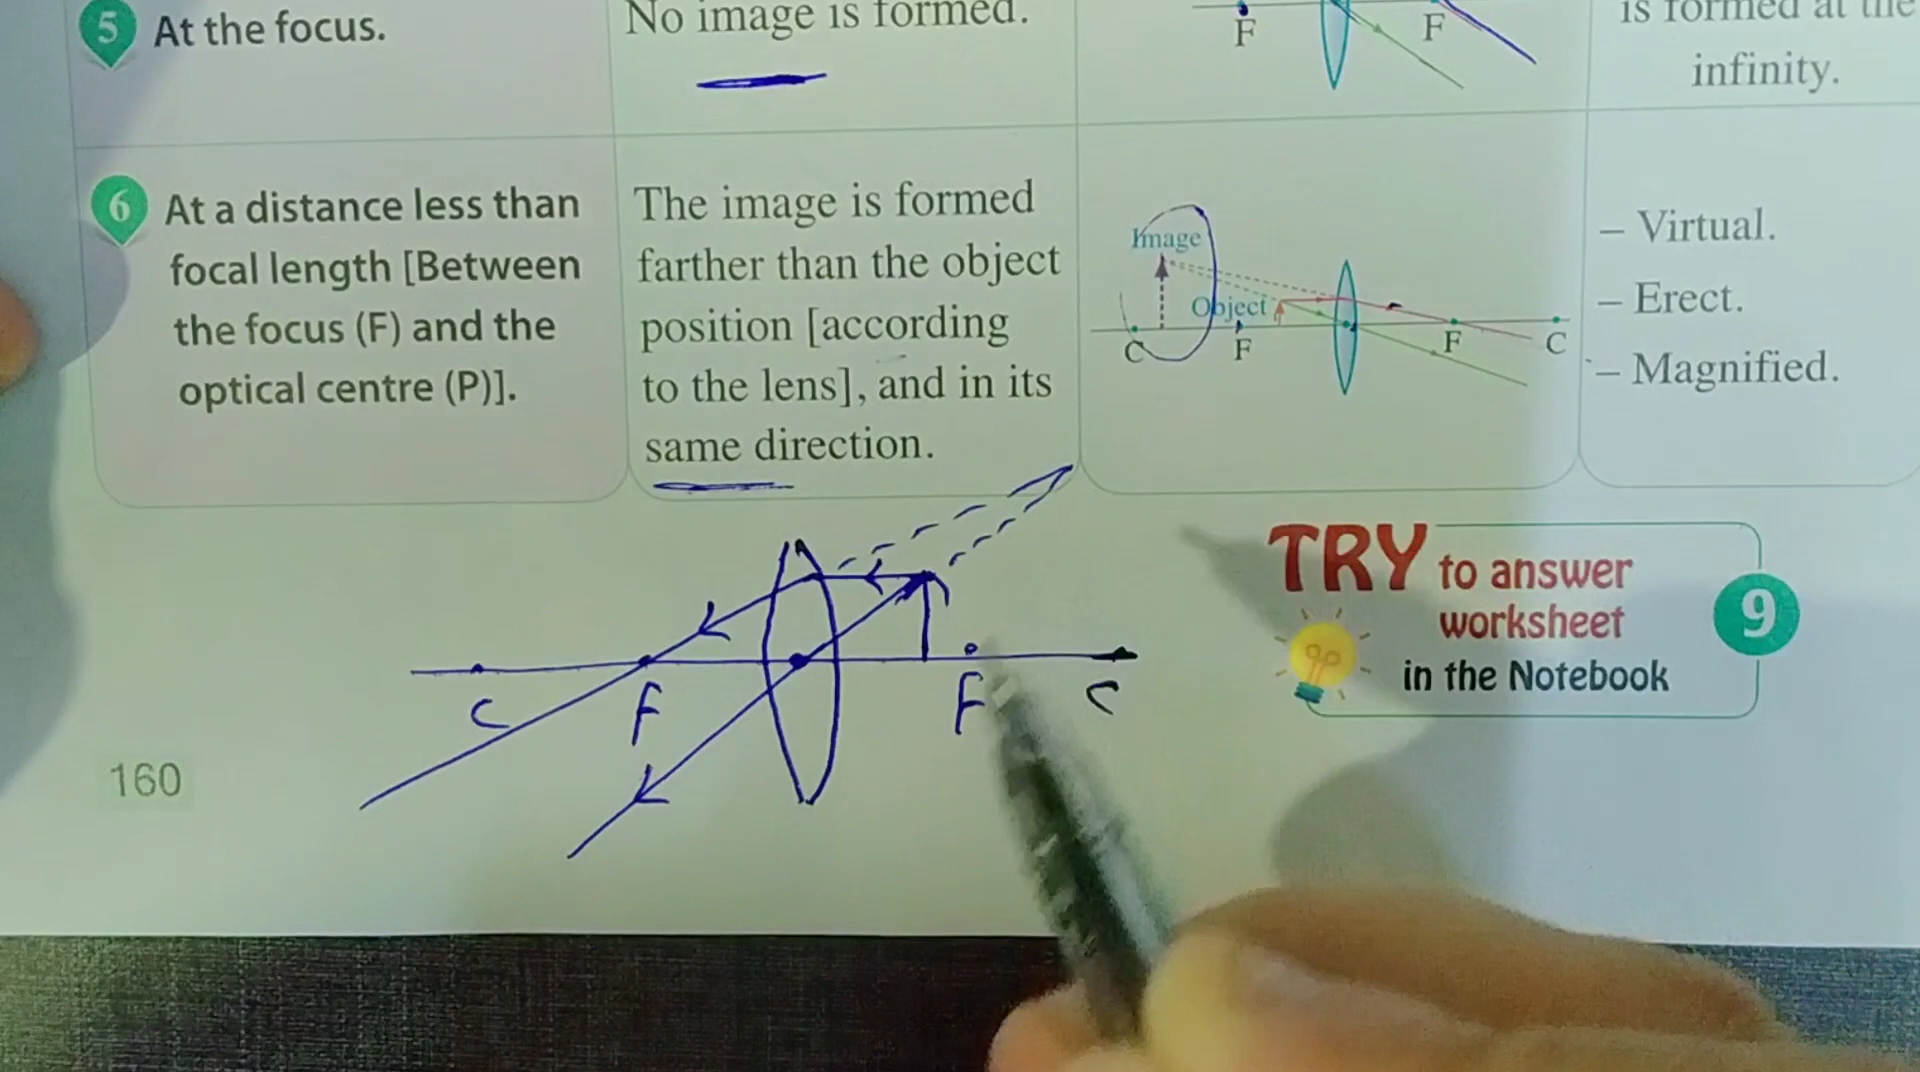 5 At the focus.
No image is formed.
F
F
is formed at the
infinity.
6 At a distance less than
focal length [Between
the focus (F) and the
optical centre (P)].
The image is formed
farther than the object
position [according
to the lens], and in its
same direction.
Image
Object
C
F
F
C
– Virtual.
– Erect.
– Magnified.
C
F
F
C
TRY to answer
worksheet
in the Notebook
9
160